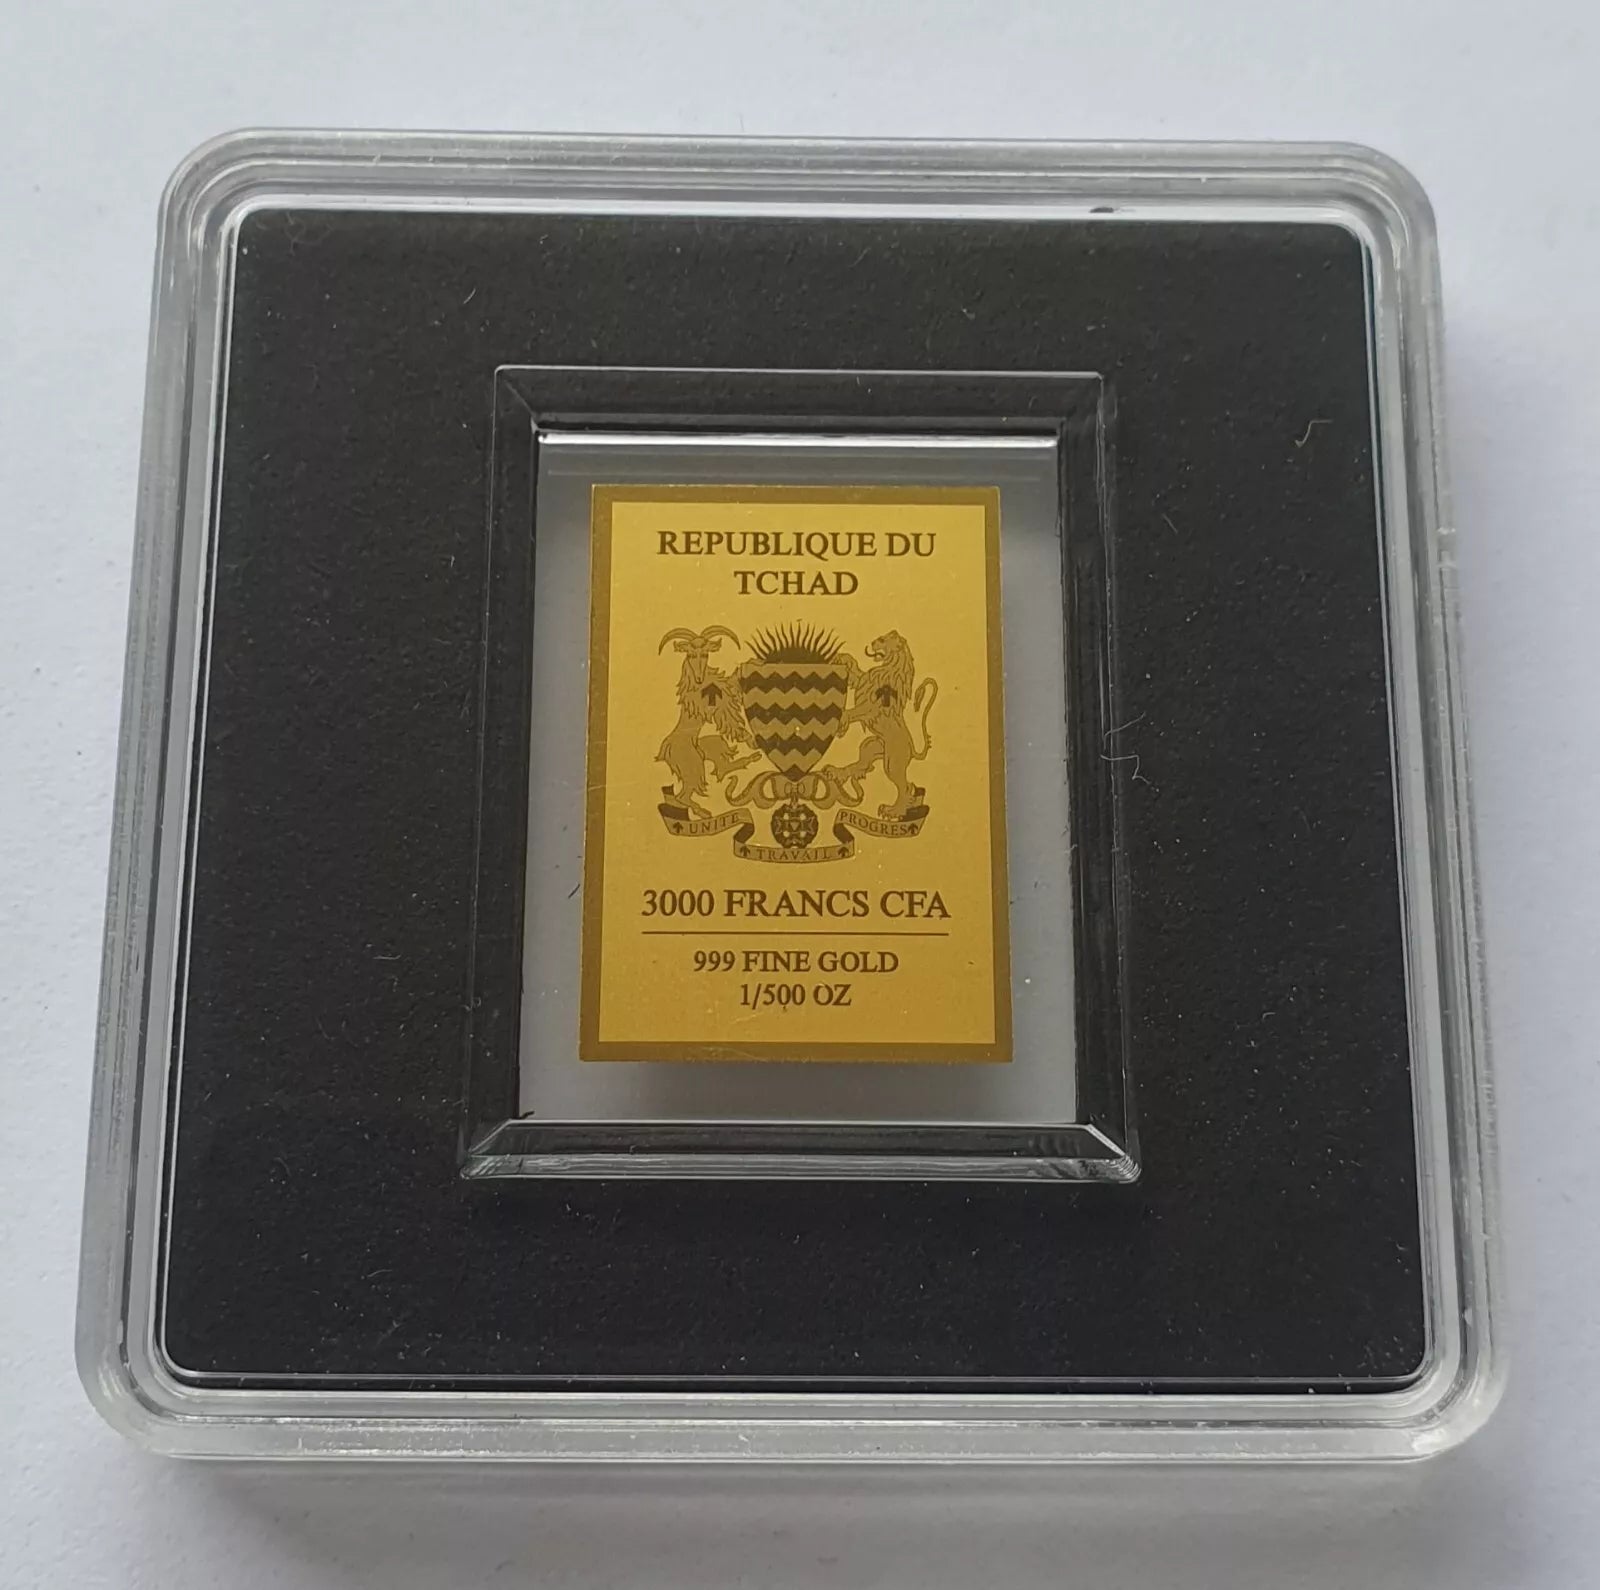 REPUBLIQUE DU
TCHAD
UNITE
PROGRES
TRAVAIL
3000 FRANCS CFA
999 FINE GOLD
1/500 OZ